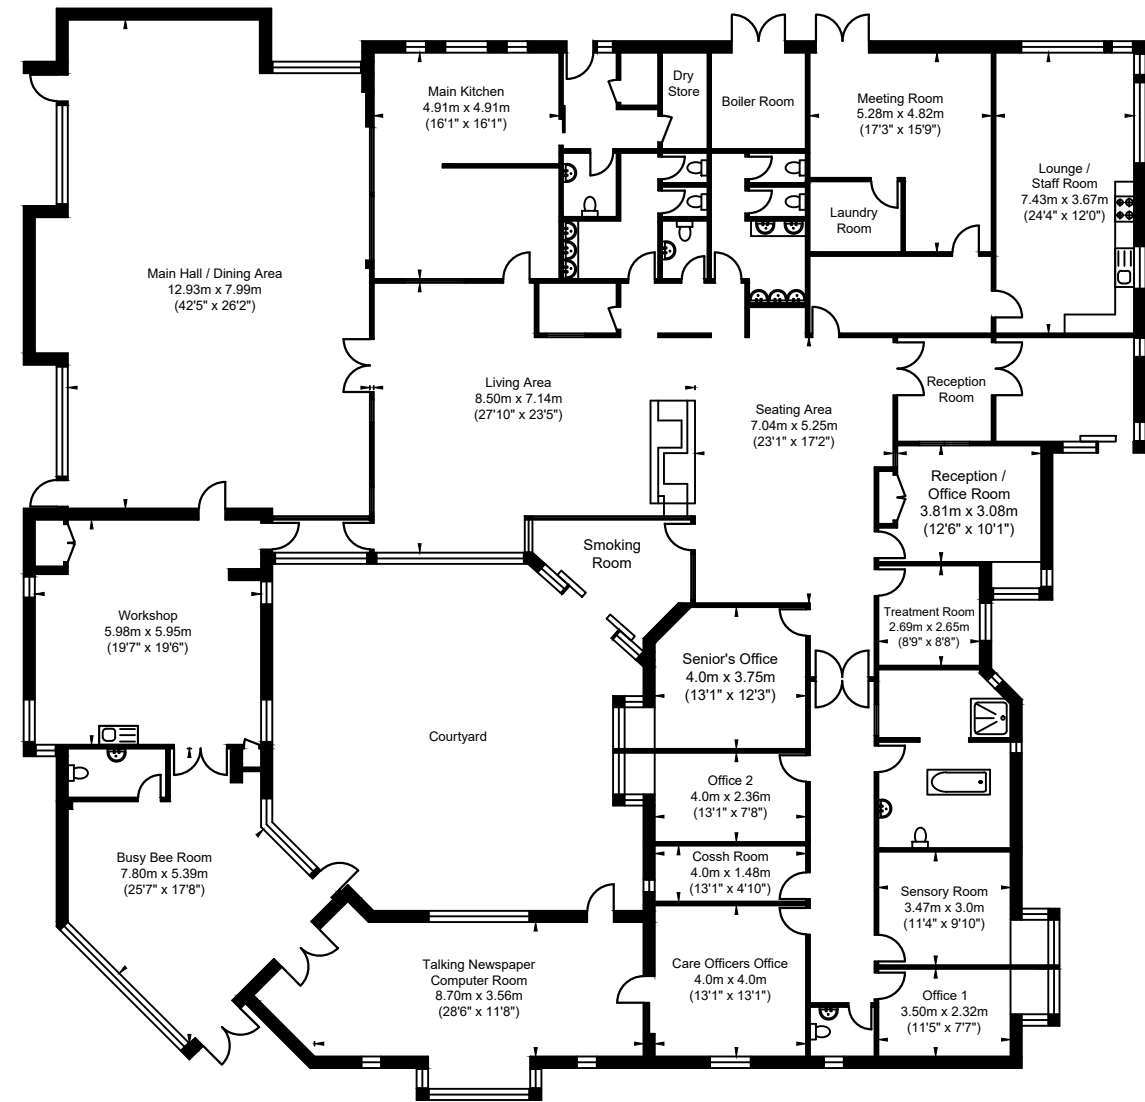 Main Kitchen
4.91m x 4.91m
(16'1" x 16'1")
Dry
Store
Boiler Room
Meeting Room
5.28m x 4.82m
(17'3" x 15'9")
Lounge /
Staff Room
7.43m x 3.67m
(24'4" x 12'0")
Laundry
Room
Main Hall / Dining Area
12.93m x 7.99m
(42'5" x 26'2")
Living Area
8.50m x 7.14m
(27'10" x 23'5")
Seating Area
7.04m x 5.25m
(23'1" x 17'2")
Reception
Room
Reception /
Office Room
3.81m x 3.08m
(12'6" x 10'1")
Smoking
Room
Workshop
5.98m x 5.95m
(19'7" x 19'6")
Treatment Room
2.69m x 2.65m
(8'9" x 8'8")
Senior's Office
4.0m x 3.75m
(13'1" x 12'3")
Courtyard
Office 2
4.0m x 2.36m
(13'1" x 7'8")
Cossh Room
4.0m x 1.48m
(13'1" x 4'10")
Busy Bee Room
7.80m x 5.39m
(25'7" x 17'8")
Sensory Room
3.47m x 3.0m
(11'4" x 9'10")
Talking Newspaper
Computer Room
8.70m x 3.56m
(28'6" x 11'8")
Care Officers Office
4.0m x 4.0m
(13'1" x 13'1")
Office 1
3.50m x 2.32m
(11'5" x 7'7")